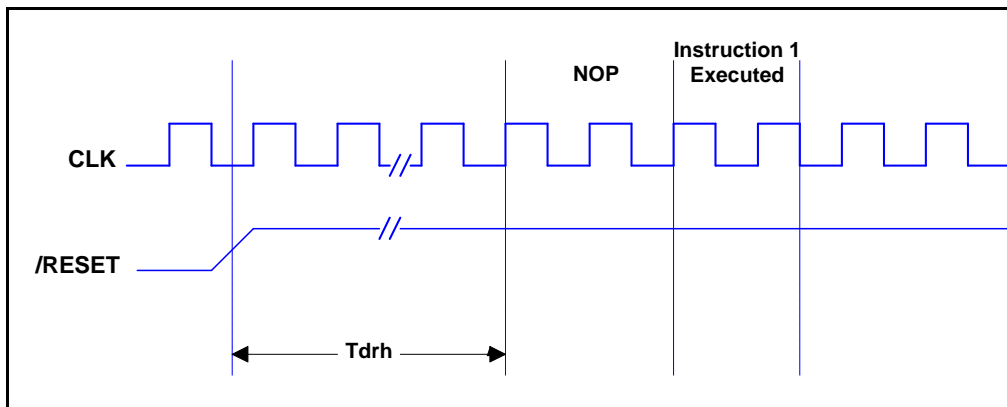 Instruction 1
Executed
NOP
CLK
/RESET
Tdrh